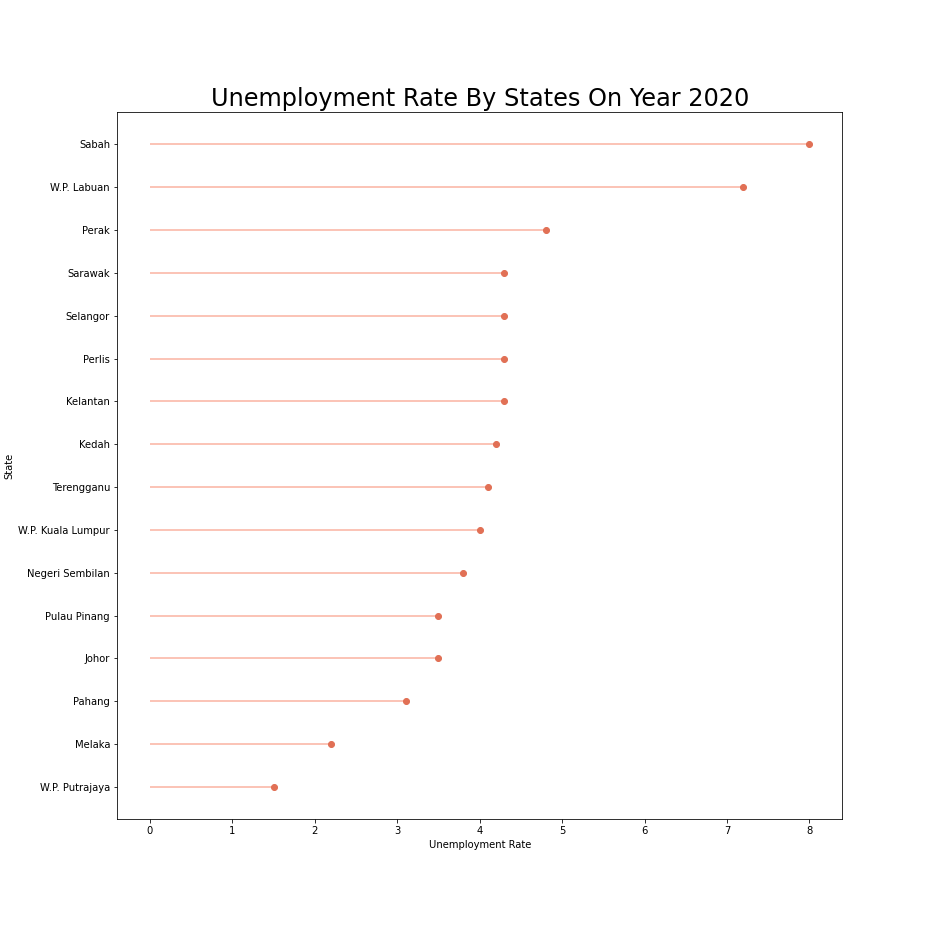 Unemployment Rate By States On Year 2020
Sabah
W.P. Labuan
Perak
Sarawak
Selangor
Perlis
Kelantan
Kedah
Terengganu
W.P. Kuala Lumpur
Negeri Sembilan
Pulau Pinang
Johor
Pahang
Melaka
W.P. Putrajaya
State
0 1 2 3 4 5 6 7 8
Unemployment Rate